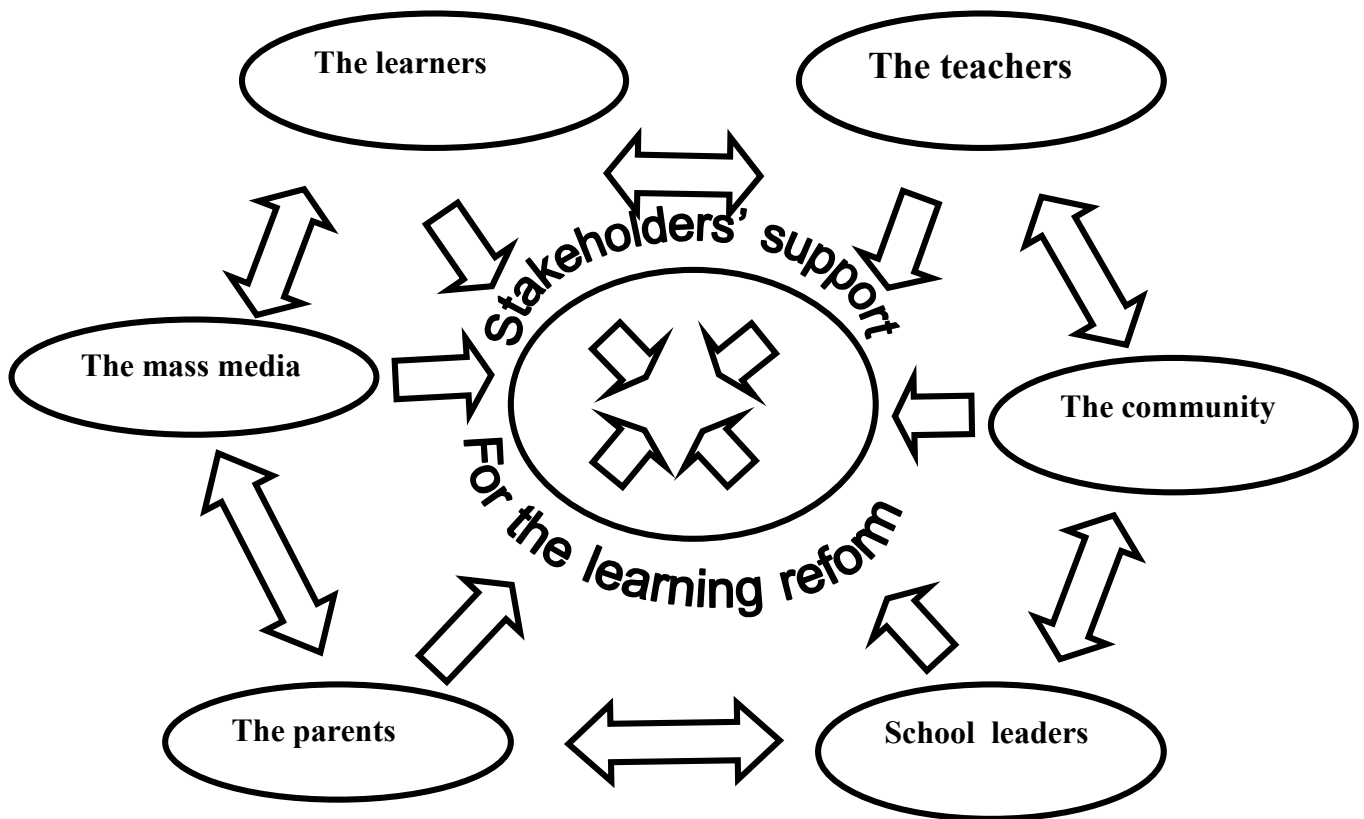 The learners
The teachers
Stakeholders' support
The mass media
The community
For the learning refom
The parents
School leaders